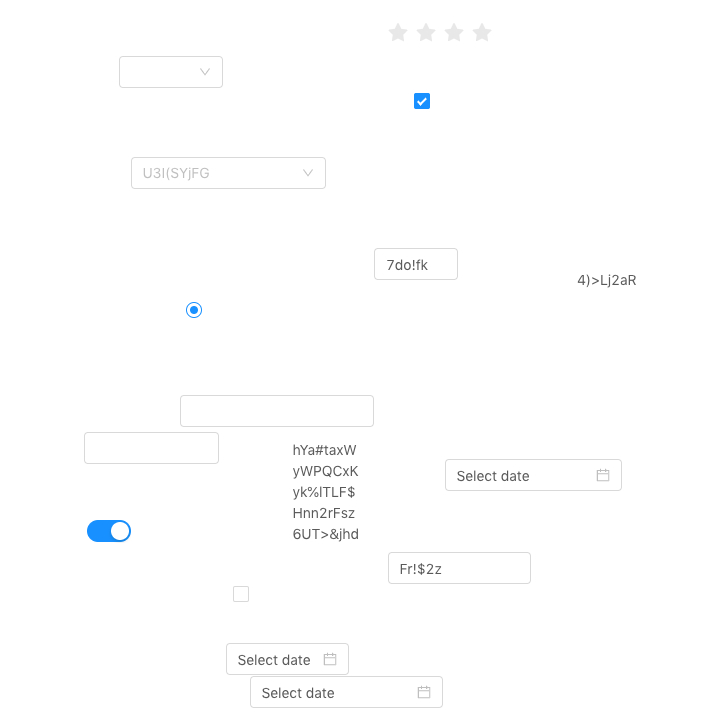 U3I(SYjFG
7do!fk
4)>Lj2aR
hYa#taxW
yWPQCxK
yk%lTLF$
Hnn2rFsz
6UT>&jhd
Select date
Fr!$2z
Select date
Select date